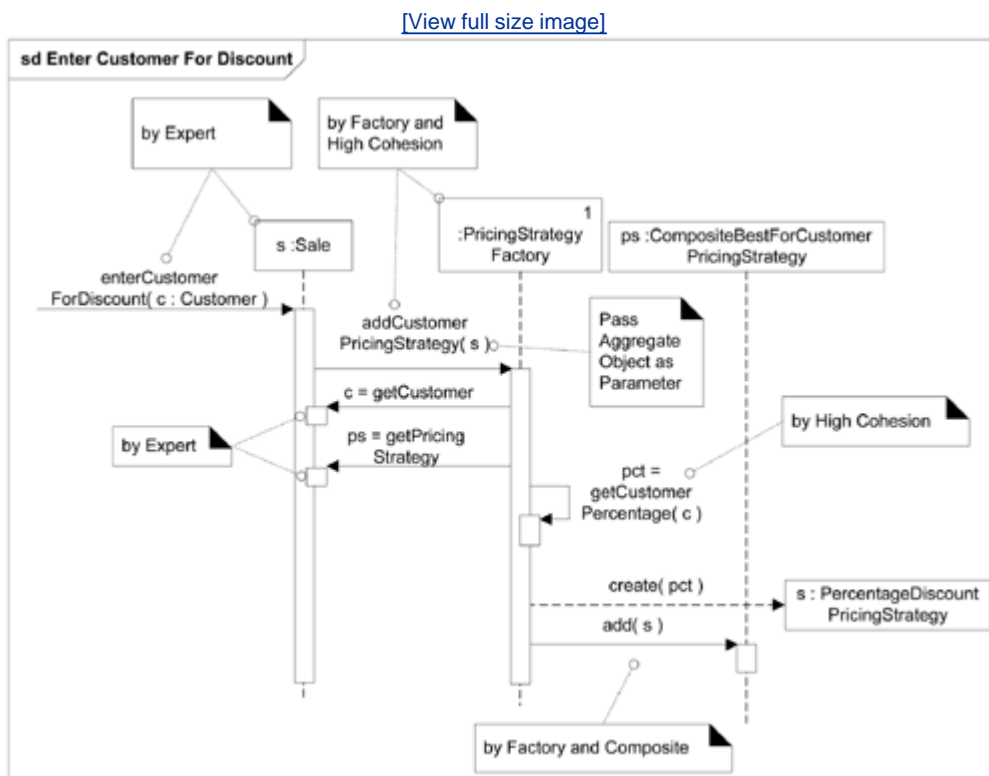 [View full size image]
sd Enter Customer For Discount
by Expert
by Factory and
High Cohesion
s :Sale
1
:PricingStrategy
Factory
ps :CompositeBestForCustomer
PricingStrategy
enterCustomer
ForDiscount( c : Customer )
addCustomer
PricingStrategy( s )
Pass
Aggregate
Object as
Parameter
c = getCustomer
by Expert
ps = getPricing
Strategy
by High Cohesion
pct =
getCustomer
Percentage( c )
create( pct )
s : PercentageDiscount
PricingStrategy
add( s )
by Factory and Composite